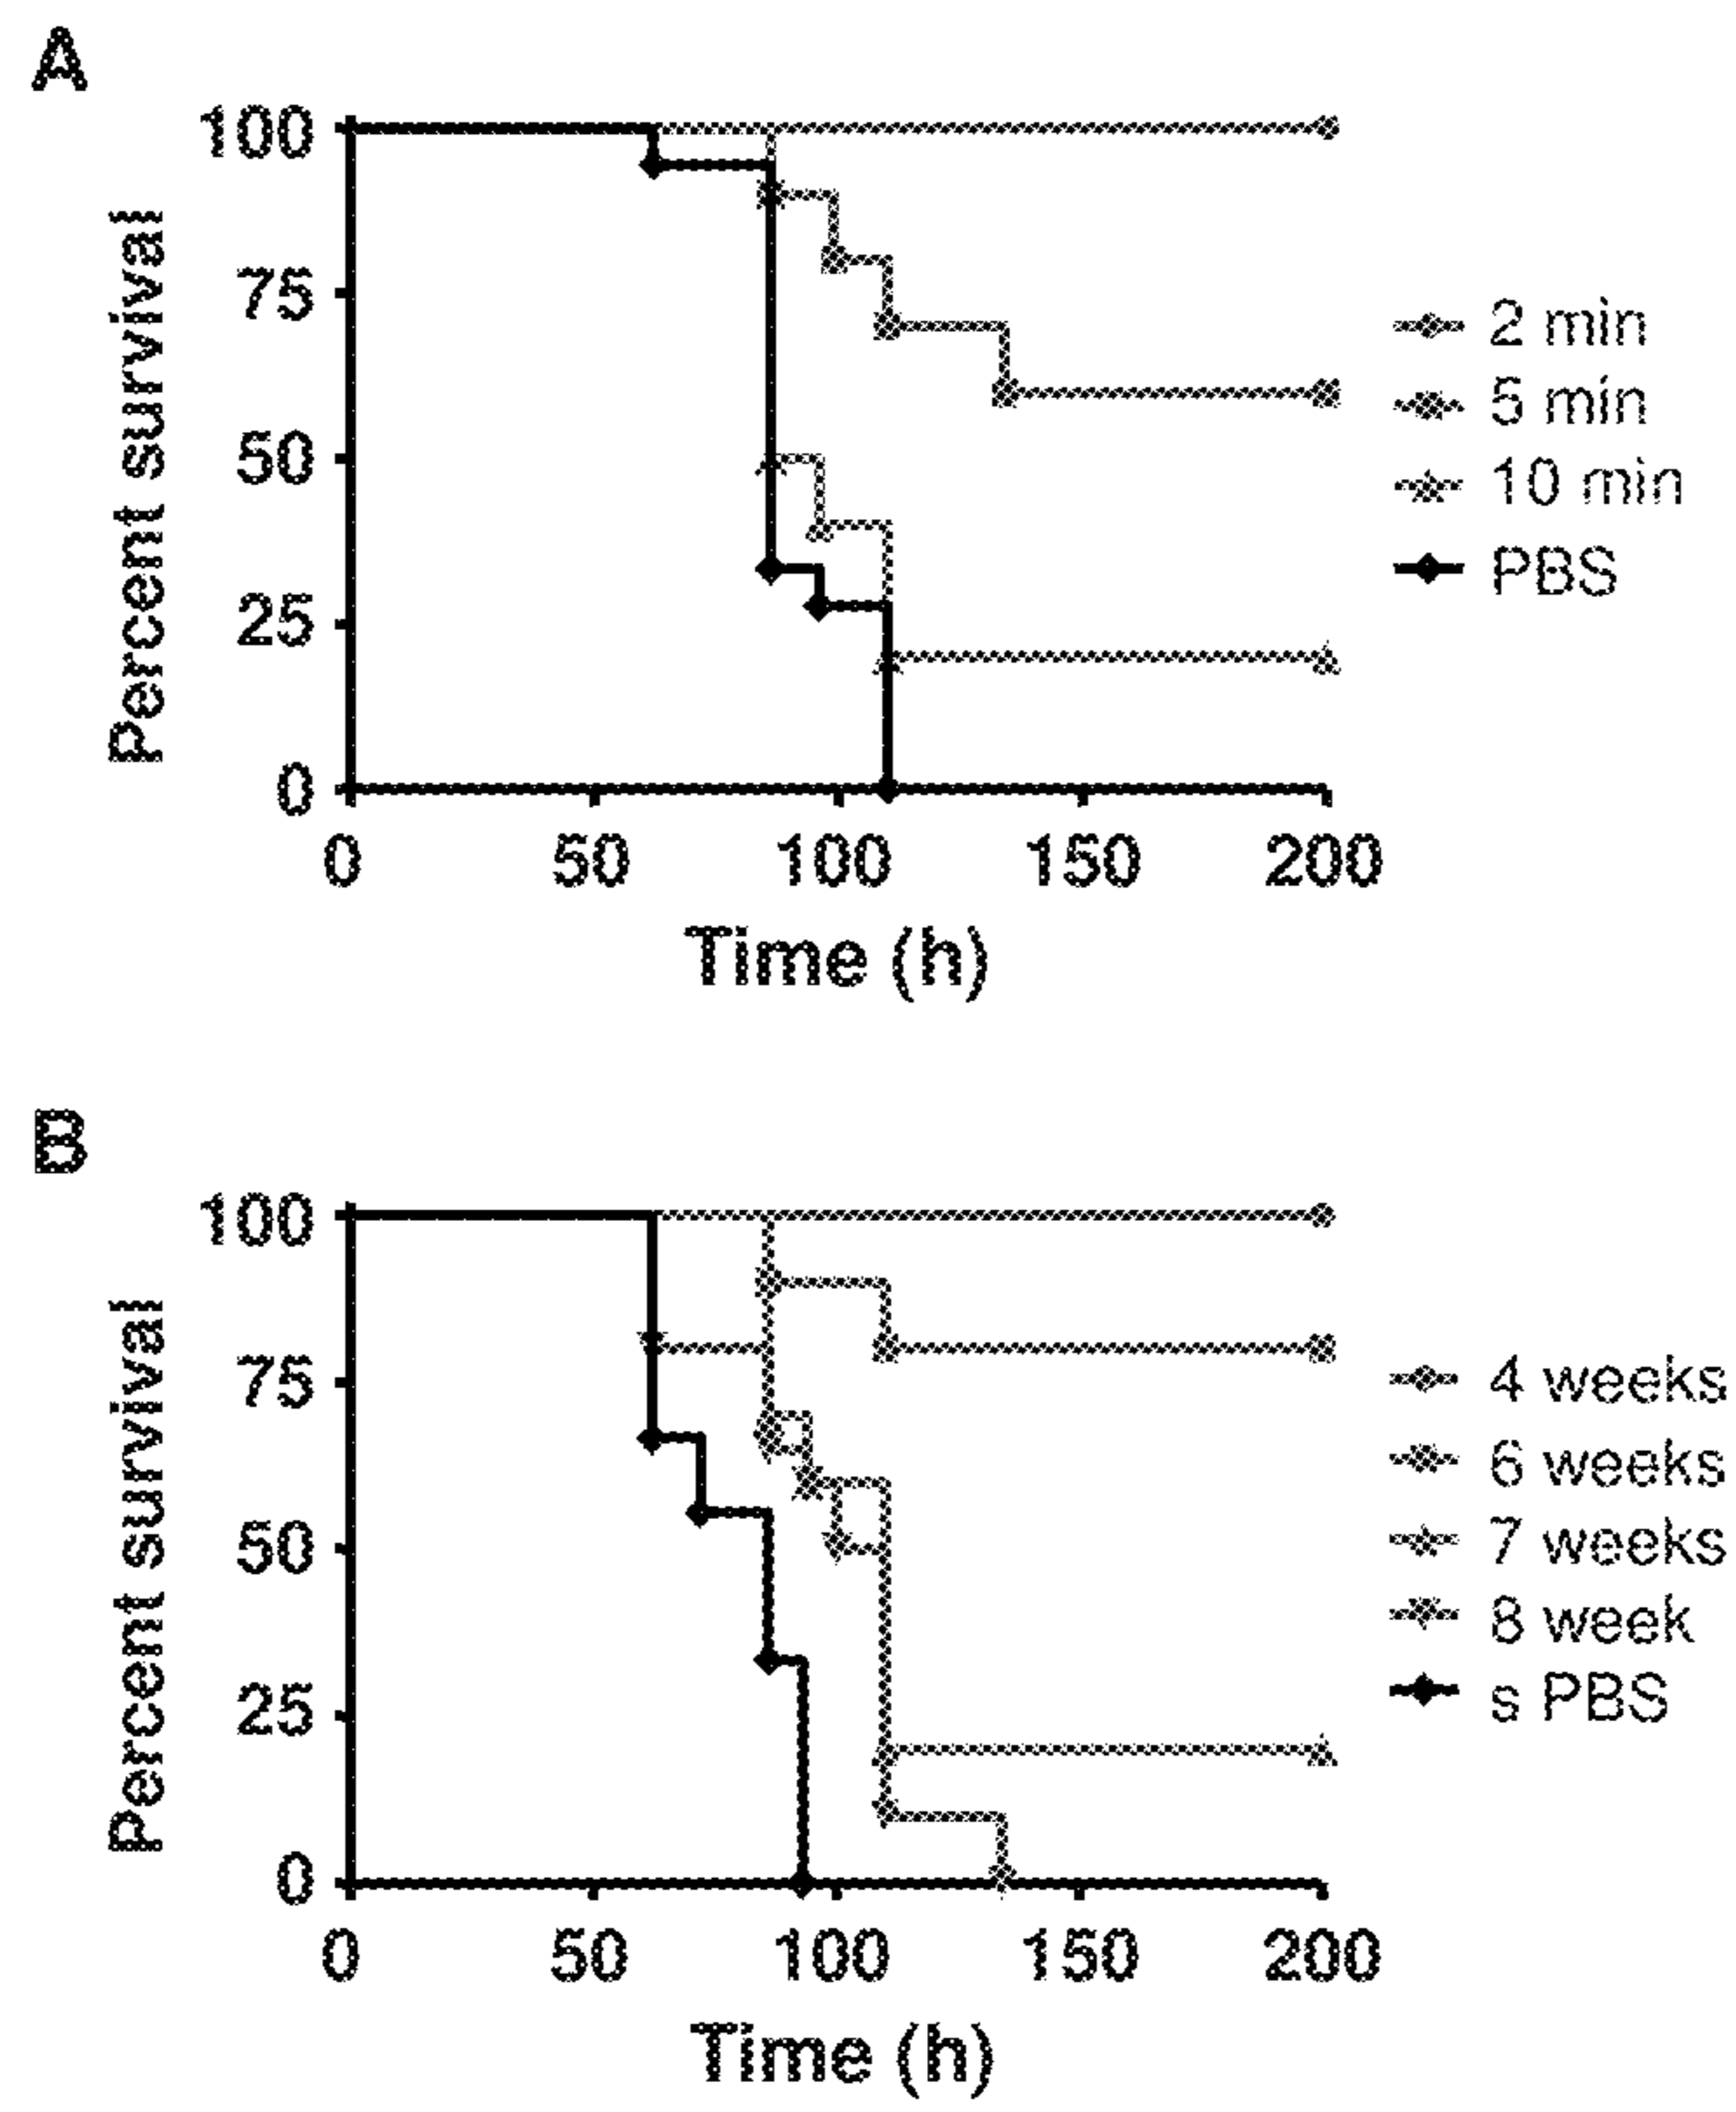 A
100
75
50
25
0
Percent survival
0 50 100 150 200
Time (h)
2 min
5 min
10 min
PBS
B
100
75
50
25
0
Percent survival
0 50 100 150 200
Time (h)
4 weeks
6 weeks
7 weeks
8 week
s PBS